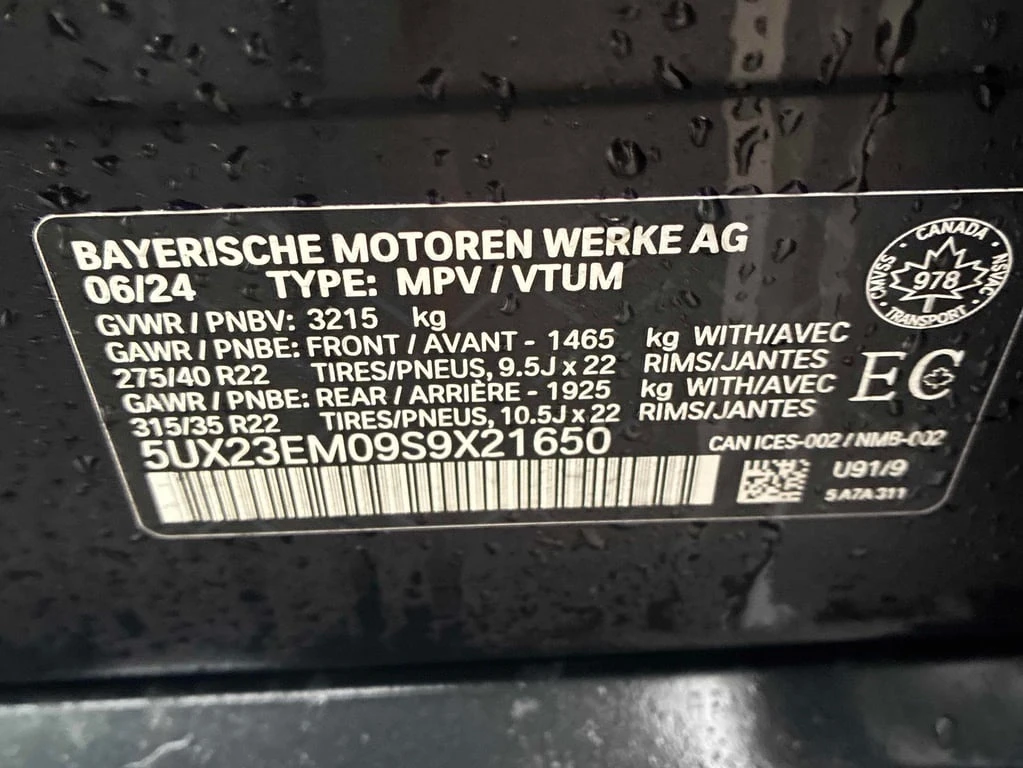 BAYERISCHE MOTOREN WERKE AG
06/24 TYPE: MPV / VTUM
GVWR / PNBV: 3215 kg
GAWR / PNBE: FRONT / AVANT - 1465 kg WITH/AVEC
275/40 R22 TIRES/PNEUS, 9.5J x 22 RIMS/JANTES
GAWR / PNBE: REAR / ARRIÈRE - 1925 kg WITH/AVEC
315/35 R22 TIRES/PNEUS, 10.5J x 22 RIMS/JANTES
5UX23EM09S9X21650
CANADA
CMVSS
978
NSVAC
TRANSPORT
EC
CAN ICES-002 / NMB-002
U91/9
5A7A311